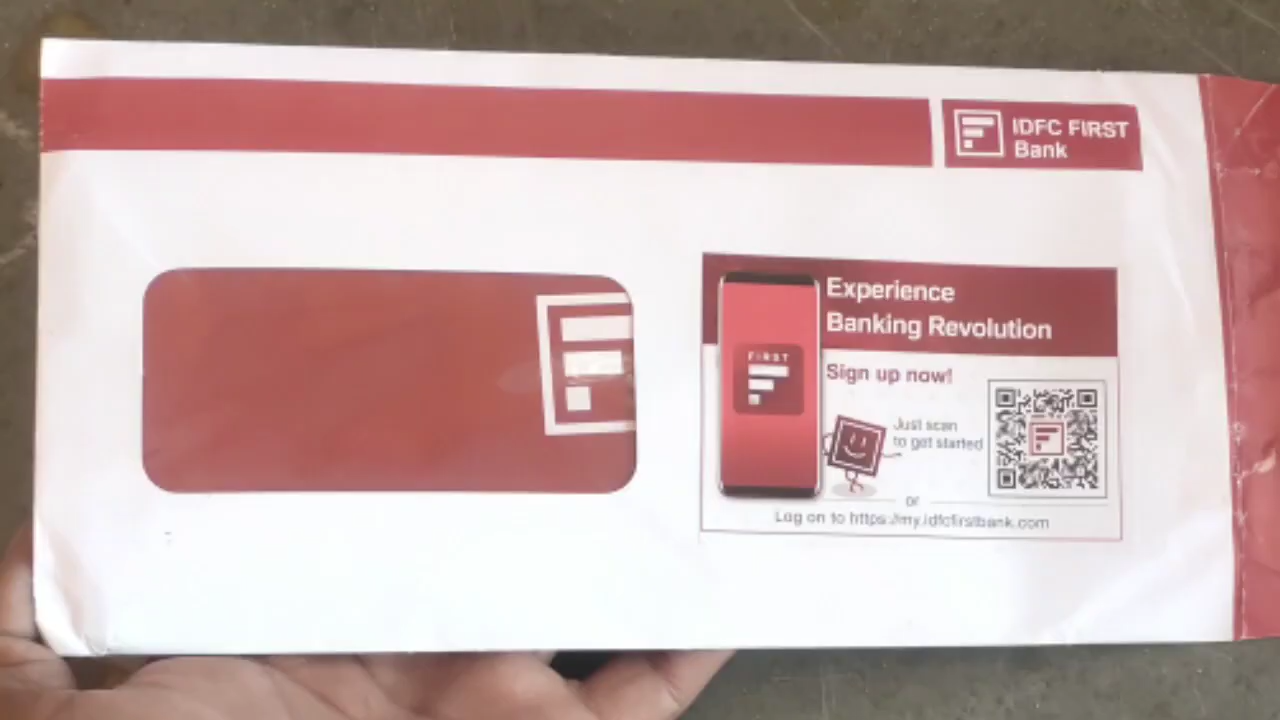 IDFC FIRST
Bank
Experience
Banking Revolution
FIRST
Sign up now!
Just scan
to get started
or
Log on to https://my.idfcfirstbank.com